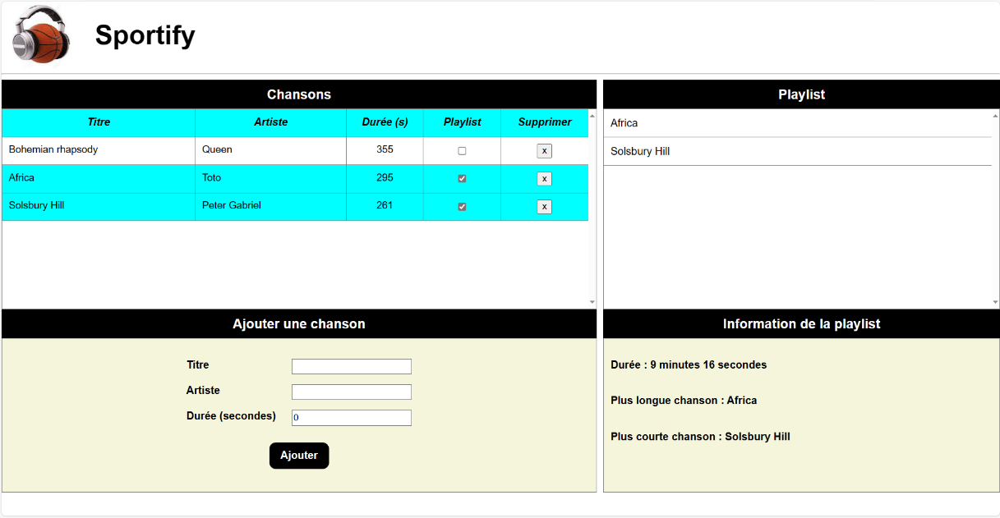 Sportify
Chansons
Titre Artiste Durée (s) Playlist Supprimer
Bohemian rhapsody Queen 355 x
Africa Toto 295 x
Solsbury Hill Peter Gabriel 261 x
Playlist
Africa
Solsbury Hill
Ajouter une chanson
Titre
Artiste
Durée (secondes) 0
Ajouter
Information de la playlist
Durée : 9 minutes 16 secondes
Plus longue chanson : Africa
Plus courte chanson : Solsbury Hill